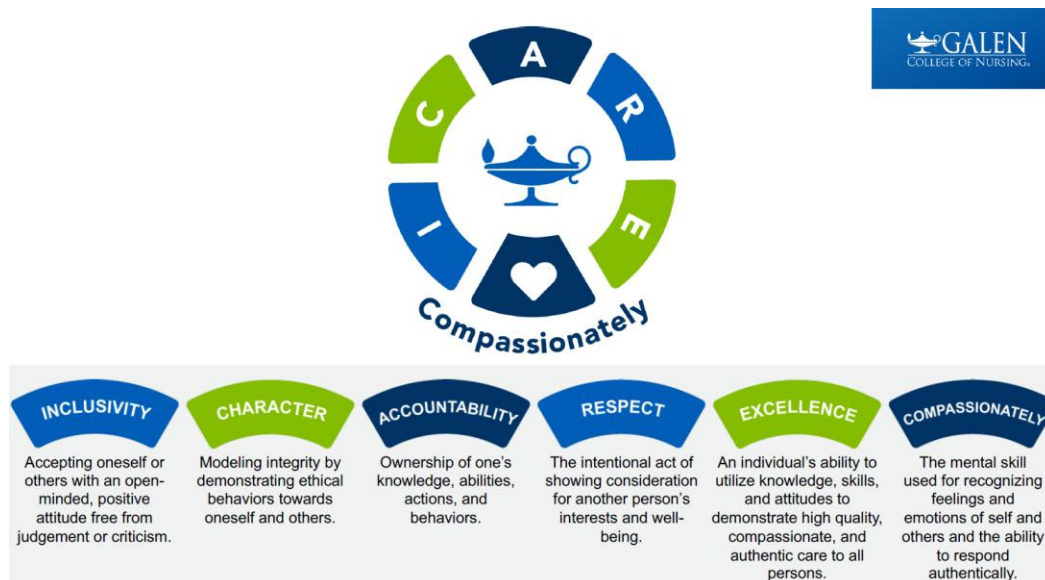 GALEN
COLLEGE OF NURSING®
I
C
A
R
E
Compassionately
INCLUSIVITY
Accepting oneself or
others with an open-
minded, positive
attitude free from
judgement or criticism.
CHARACTER
Modeling integrity by
demonstrating ethical
behaviors towards
oneself and others.
ACCOUNTABILITY
Ownership of one's
knowledge, abilities,
actions, and
behaviors.
RESPECT
The intentional act of
showing consideration
for another person's
interests and well-
being.
EXCELLENCE
An individual's ability to
utilize knowledge, skills,
and attitudes to
demonstrate high quality,
compassionate, and
authentic care to all
persons.
COMPASSIONATELY
The mental skill
used for recognizing
feelings and
emotions of self and
others and the ability
to respond
authentically.